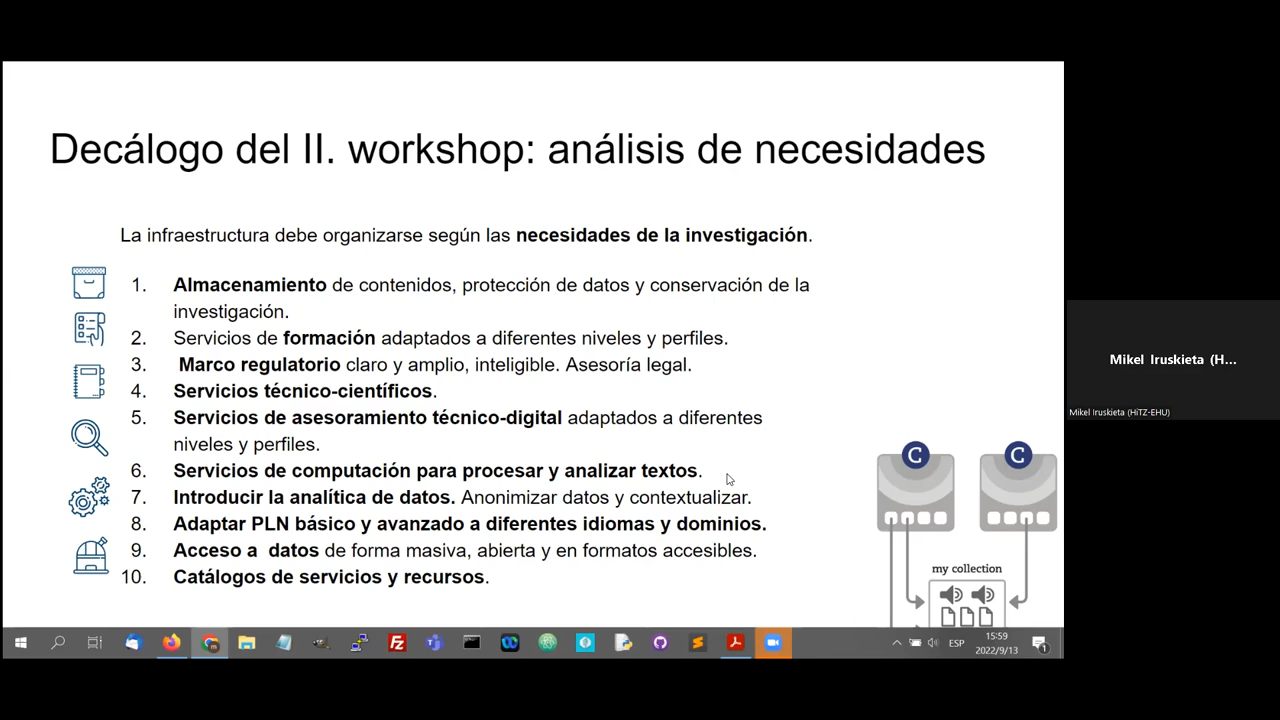 Decálogo del II. workshop: análisis de necesidades
La infraestructura debe organizarse según las necesidades de la investigación.
1. Almacenamiento de contenidos, protección de datos y conservación de la
investigación.
2. Servicios de formación adaptados a diferentes niveles y perfiles.
3. Marco regulatorio claro y amplio, inteligible. Asesoría legal.
4. Servicios técnico-científicos.
5. Servicios de asesoramiento técnico-digital adaptados a diferentes
niveles y perfiles.
6. Servicios de computación para procesar y analizar textos.
7. Introducir la analítica de datos. Anonimizar datos y contextualizar.
8. Adaptar PLN básico y avanzado a diferentes idiomas y dominios.
9. Acceso a datos de forma masiva, abierta y en formatos accesibles.
10. Catálogos de servicios y recursos.
C C
my collection
Mikel Iruskieta (H...
Mikel Iruskieta (HiTZ-EHU)
Fz
ESP
15:59
2022/9/13
1